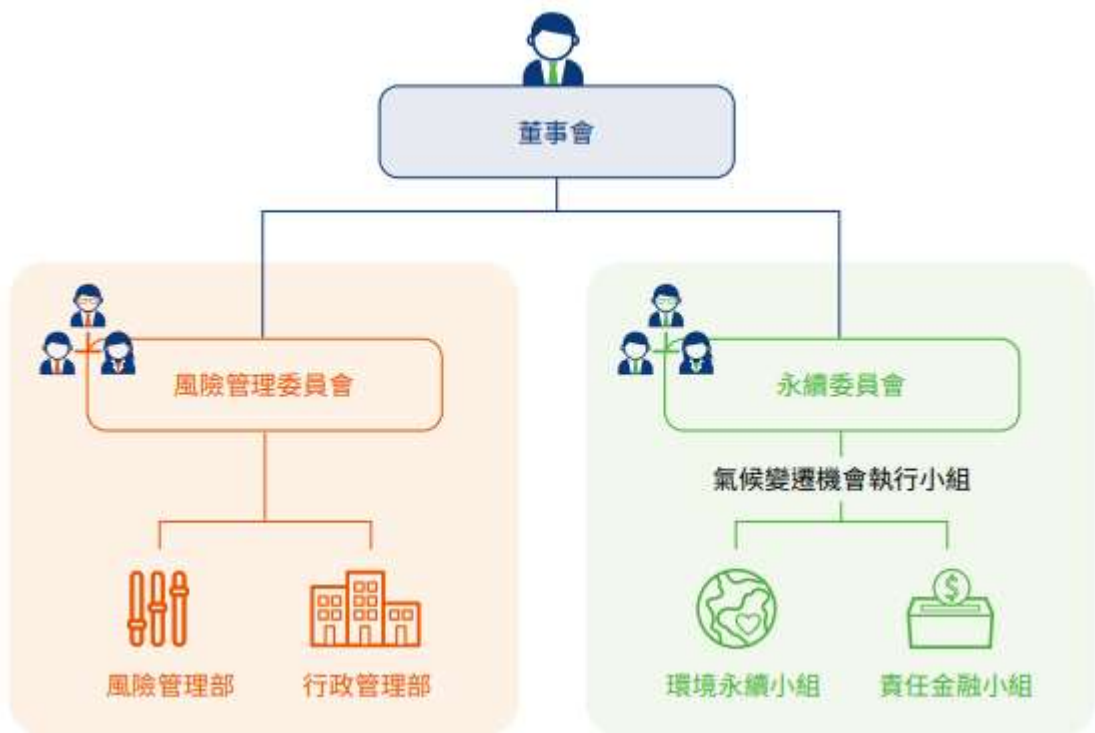 董事會
風險管理委員會
永續委員會
氣候變遷機會執行小組
風險管理部
行政管理部
環境永續小組
責任金融小組